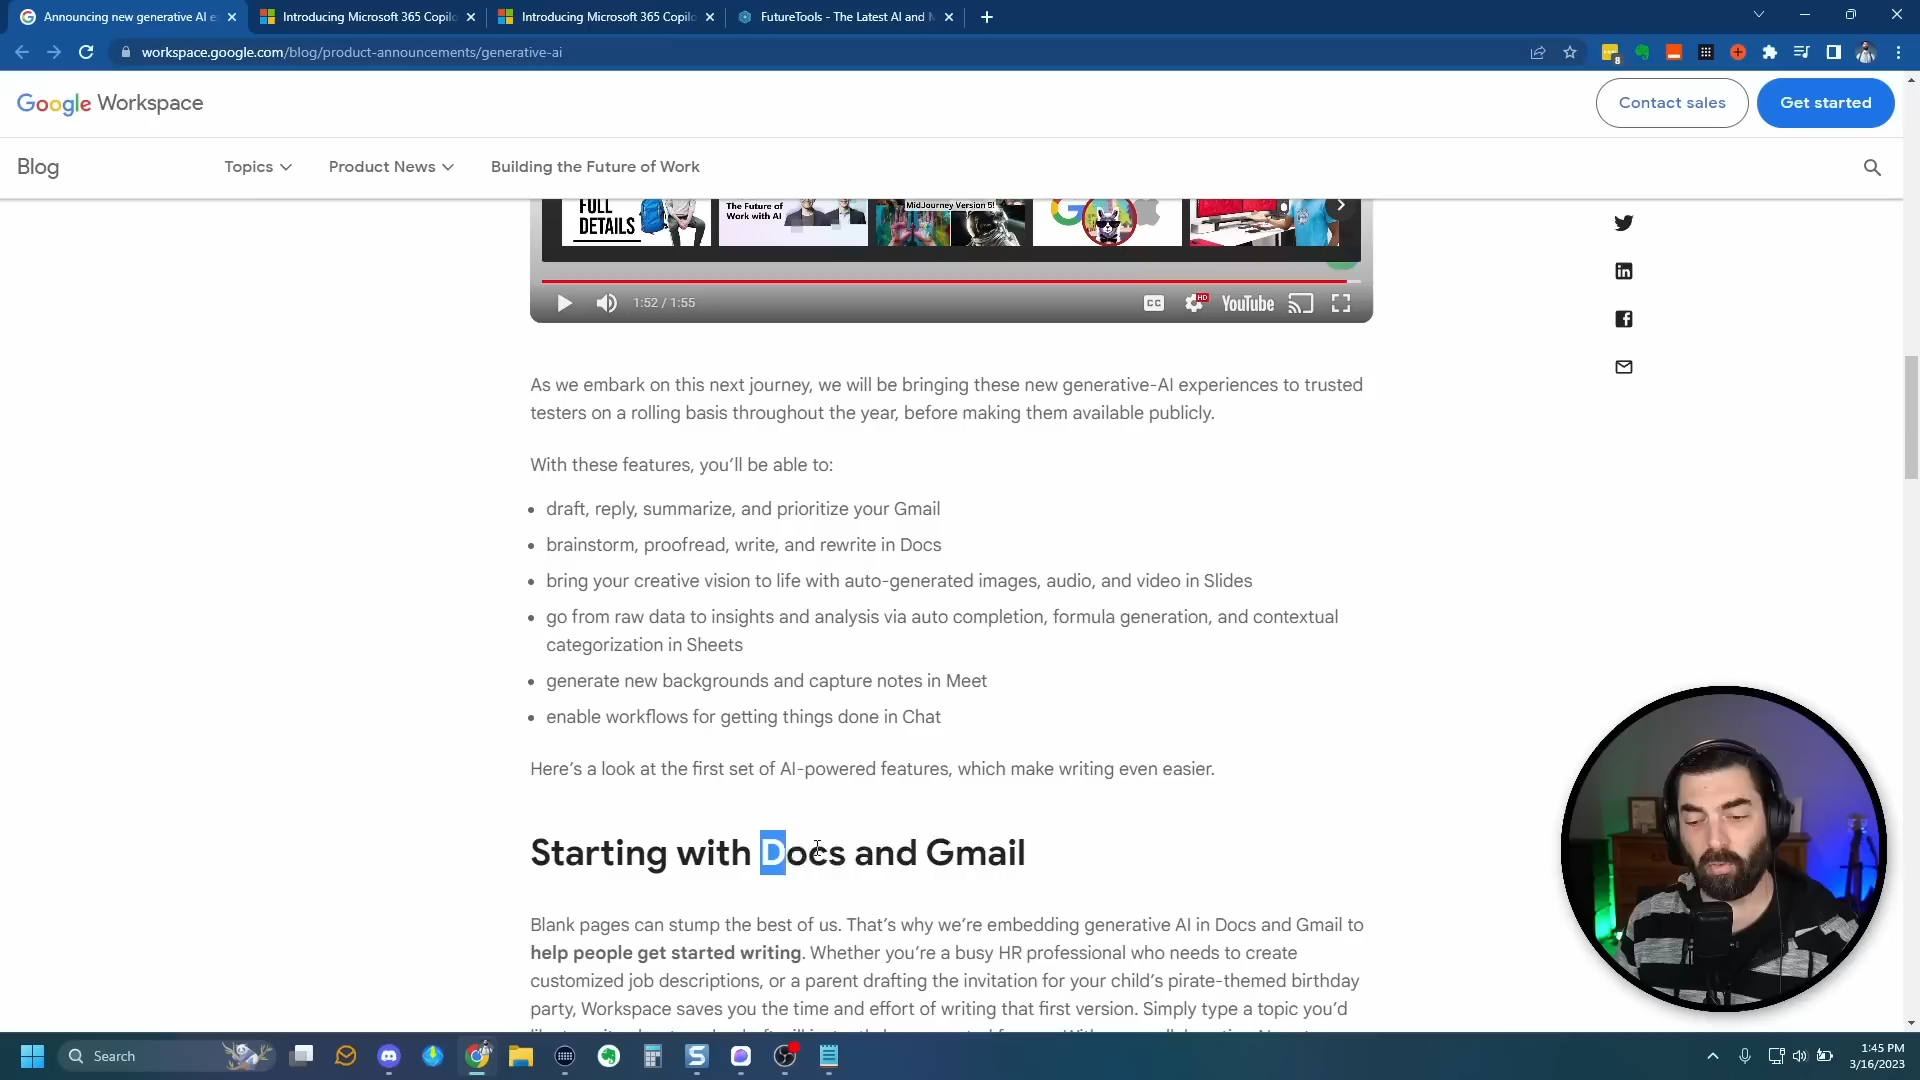 Announcing new generative AI e
Introducing Microsoft 365 Copilo
Introducing Microsoft 365 Copilo
FutureTools - The Latest AI and M
workspace.google.com/blog/product-announcements/generative-ai
8
Google Workspace
Contact sales
Get started
Blog
Topics
Product News
Building the Future of Work
FULL
DETAILS
The Future of
Work with AI
MidJourney Version 5!
1:52 / 1:55
CC
HD
YouTube
As we embark on this next journey, we will be bringing these new generative-AI experiences to trusted
testers on a rolling basis throughout the year, before making them available publicly.
With these features, you’ll be able to:
• draft, reply, summarize, and prioritize your Gmail
• brainstorm, proofread, write, and rewrite in Docs
• bring your creative vision to life with auto-generated images, audio, and video in Slides
• go from raw data to insights and analysis via auto completion, formula generation, and contextual
categorization in Sheets
• generate new backgrounds and capture notes in Meet
• enable workflows for getting things done in Chat
Here’s a look at the first set of AI-powered features, which make writing even easier.
Starting with Docs and Gmail
Blank pages can stump the best of us. That’s why we’re embedding generative AI in Docs and Gmail to
help people get started writing. Whether you’re a busy HR professional who needs to create
customized job descriptions, or a parent drafting the invitation for your child’s pirate-themed birthday
party, Workspace saves you the time and effort of writing that first version. Simply type a topic you’d
Search
1:45 PM
3/16/2023